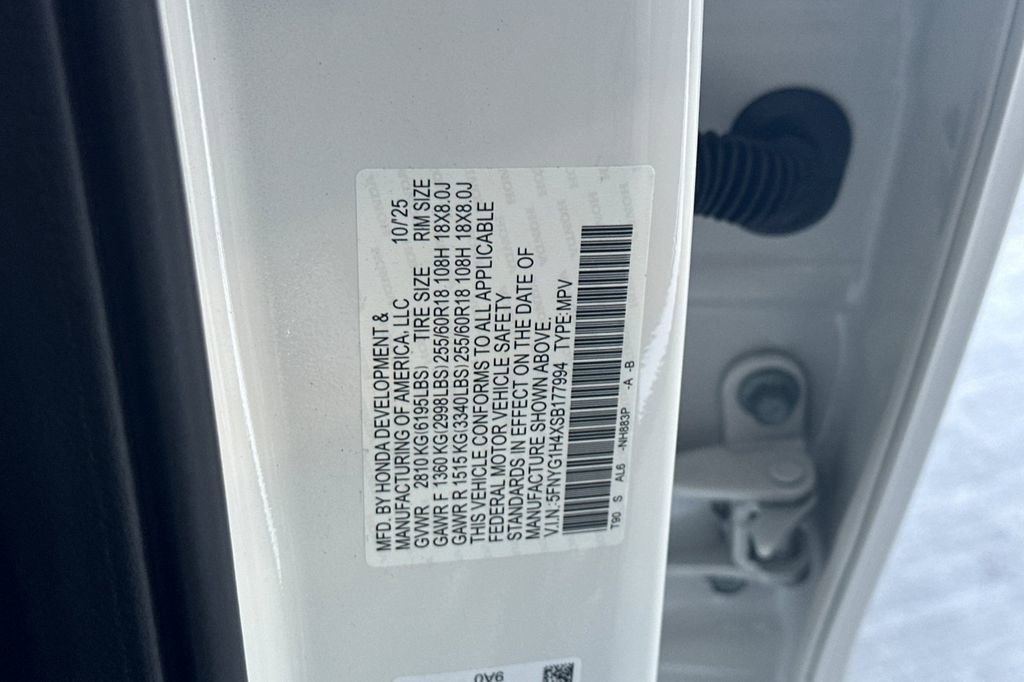 MFD. BY HONDA DEVELOPMENT &
MANUFACTURING OF AMERICA, LLC 10/'25
GVWR 2810 KG(6195LBS) TIRE SIZE RIM SIZE
GAWR F 1360 KG(2998LBS)255/60R18 108H 18X8.0J
GAWR R 1515 KG(3340LBS)255/60R18 108H 18X8.0J
THIS VEHICLE CONFORMS TO ALL APPLICABLE
FEDERAL MOTOR VEHICLE SAFETY
STANDARDS IN EFFECT ON THE DATE OF
MANUFACTURE SHOWN ABOVE.
V.I.N.:5FNYG1H4XSB177994 TYPE:MPV
T90 S AL6 -NH883P -A -B